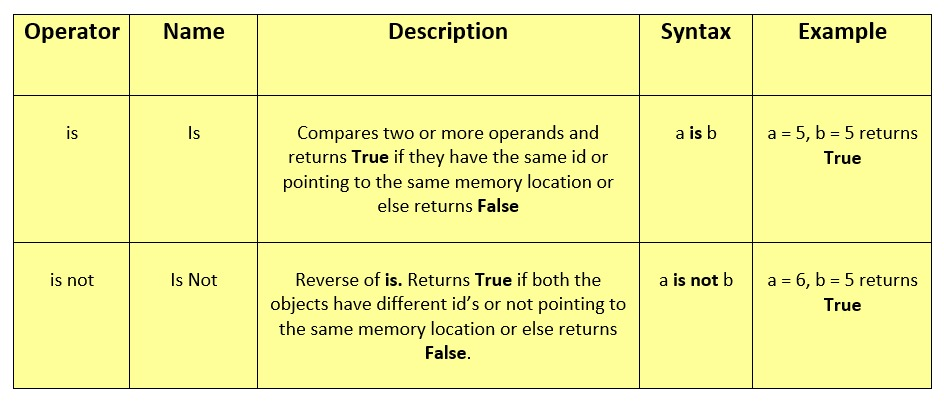 Operator Name Description Syntax Example
is Is Compares two or more operands and a is b a = 5, b = 5 returns
returns True if they have the same id or True
pointing to the same memory location or
else returns False
is not Is Not Reverse of is. Returns True if both the a is not b a = 6, b = 5 returns
objects have different id’s or not pointing to True
the same memory location or else returns
False.